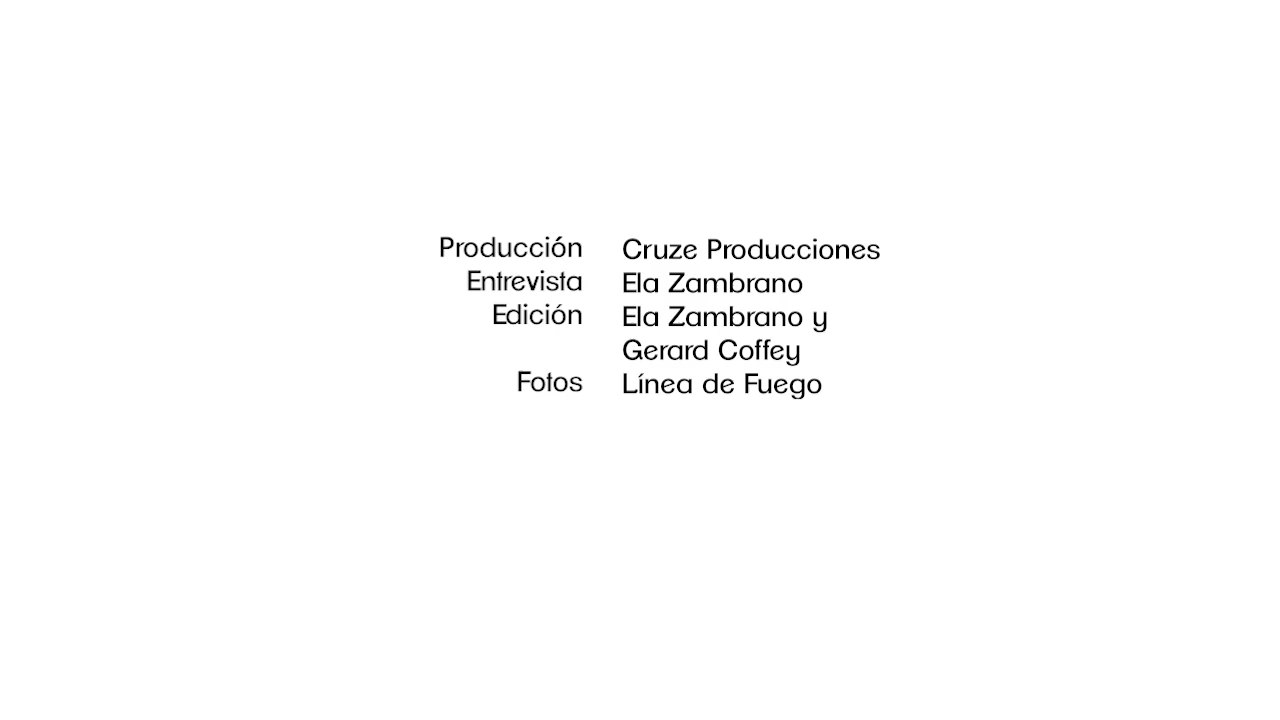 Producción Cruze Producciones
Entrevista Ela Zambrano
Edición Ela Zambrano y
Gerard Coffey
Fotos Línea de Fuego